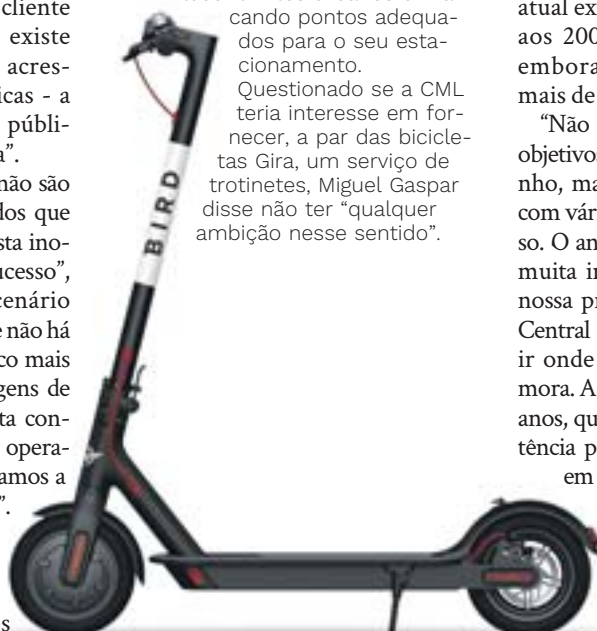 cliente
existe
acres-
icas - a
públi-
a”.
não são
dos que
sta ino-
ucesso”,
cenário
e não há
co mais
gens de
ta con-
opera-
amos a
”.
s
cando pontos adequa-
dos para o seu esta-
cionamento.
Questionado se a CML
teria interesse em for-
necer, a par das bicicle-
tas Gira, um serviço de
trotinetes, Miguel Gaspar
disse não ter “qualquer
ambição nesse sentido”.
BIRD
atual ex
aos 200
embora
mais de
“Não
objetivos
nho, ma
com vár
so. O an
muita in
nossa pr
Central
ir onde
mora. A
anos, qu
tência p
em